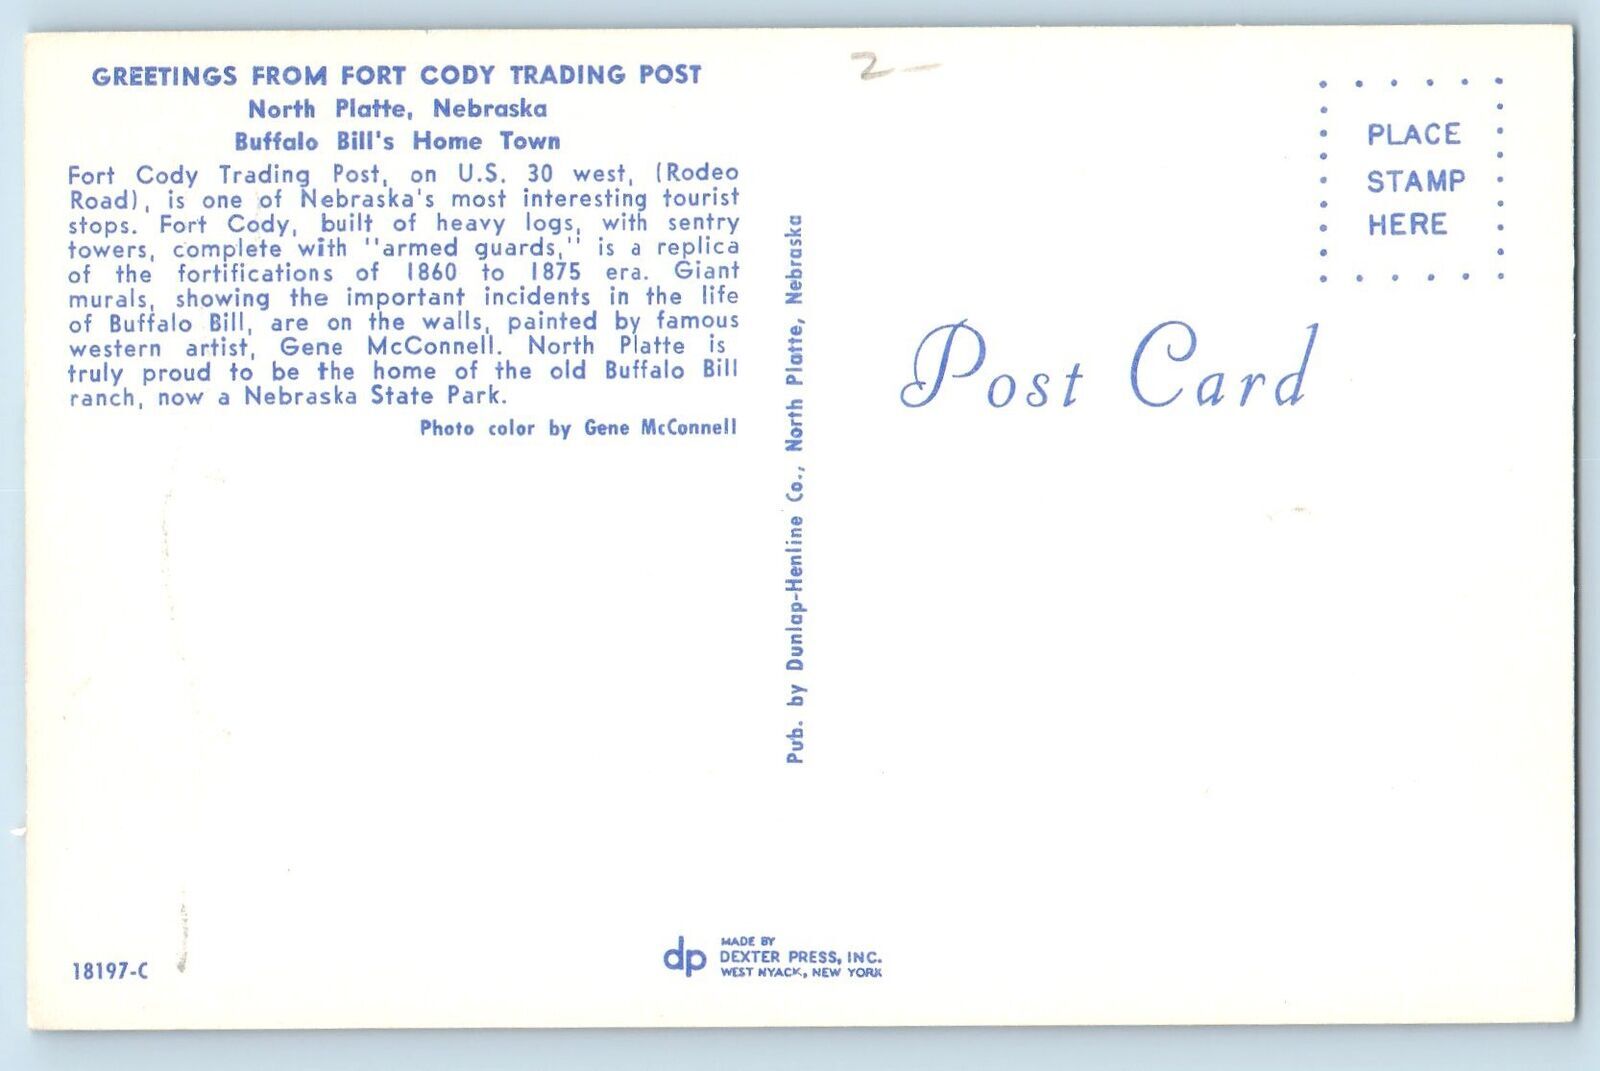 GREETINGS FROM FORT CODY TRADING POST
North Platte, Nebraska
Buffalo Bill's Home Town
Fort Cody Trading Post, on U.S. 30 west, (Rodeo
Road), is one of Nebraska's most interesting tourist
stops. Fort Cody, built of heavy logs, with sentry
towers, complete with "armed guards," is a replica
of the fortifications of 1860 to 1875 era. Giant
murals, showing the important incidents in the life
of Buffalo Bill, are on the walls, painted by famous
western artist, Gene McConnell. North Platte is
truly proud to be the home of the old Buffalo Bill
ranch, now a Nebraska State Park.
Photo color by Gene McConnell
18197-C
Pub. by Dunlap-Henline Co., North Platte, Nebraska
dp
MADE BY
DEXTER PRESS, INC.
WEST NYACK, NEW YORK
2-
PLACE
STAMP
HERE
Post Card